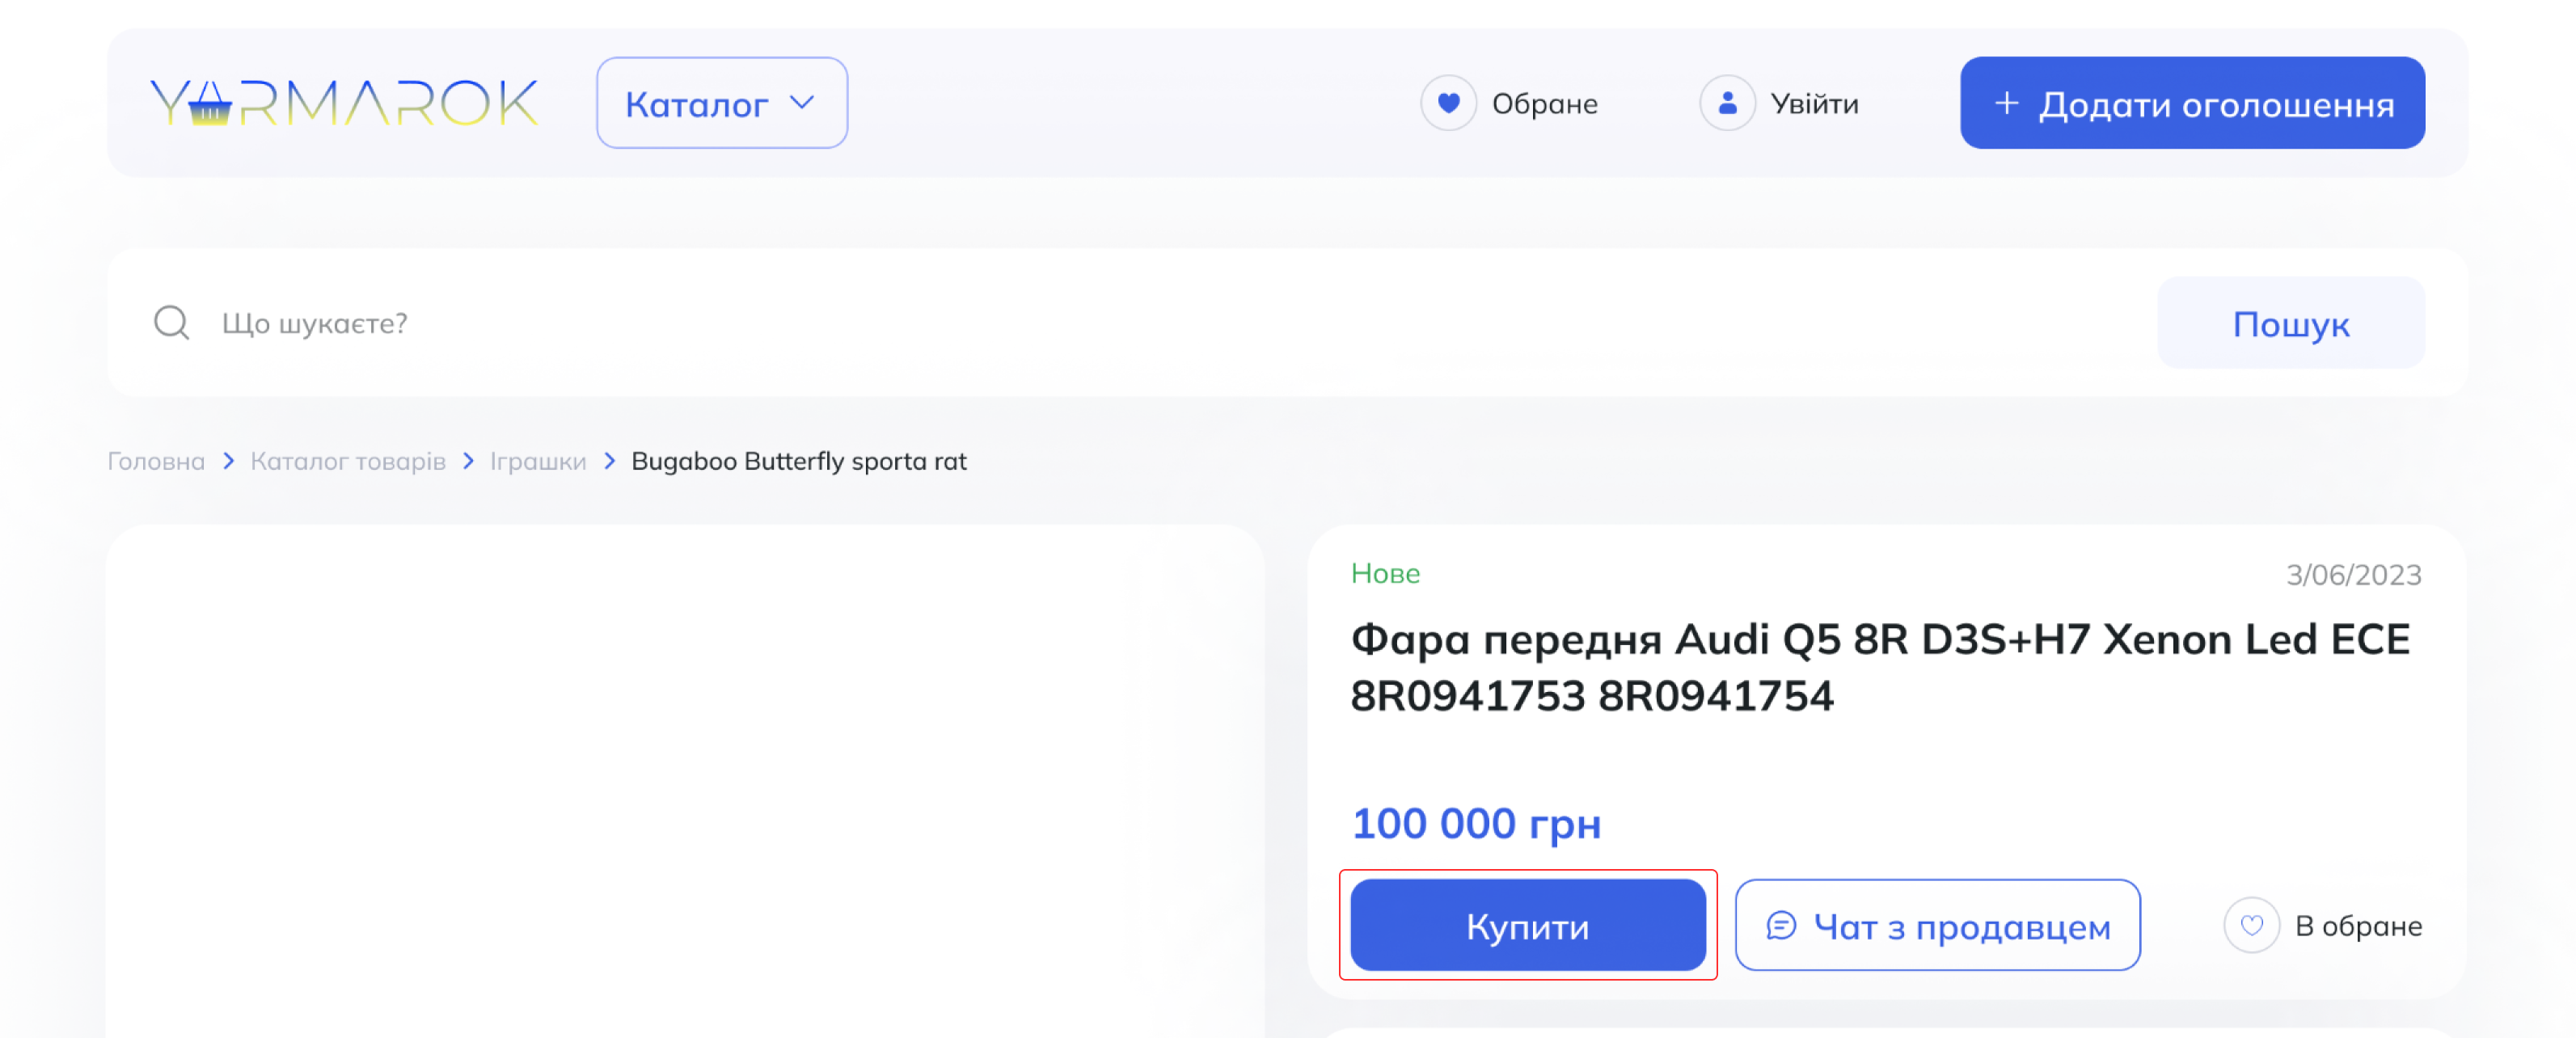 YARMAROK Каталог Обране Увійти + Додати оголошення
Що шукаєте? Пошук
Головна > Каталог товарів > Іграшки > Bugaboo Butterfly sporta rat
Нове 3/06/2023
Фара передня Audi Q5 8R D3S+H7 Xenon Led ECE
8R0941753 8R0941754
100 000 грн
Купити Чат з продавцем В обране